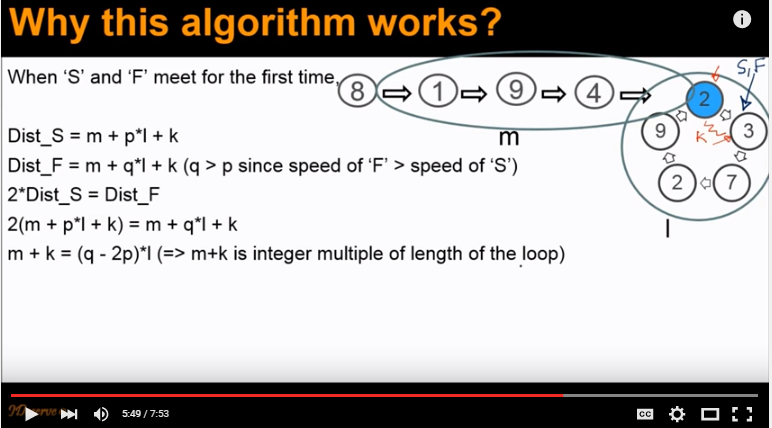 Why this algorithm works?
When 'S' and 'F' meet for the first time,
8 1 9 4 2
S,F
Dist_S = m + p*l + k
m
9 K 3
Dist_F = m + q*l + k (q > p since speed of 'F' > speed of 'S')
2*Dist_S = Dist_F
2 7
2(m + p*l + k) = m + q*l + k
l
m + k = (q - 2p)*l (=> m+k is integer multiple of length of the loop)
5:49 / 7:53
CC